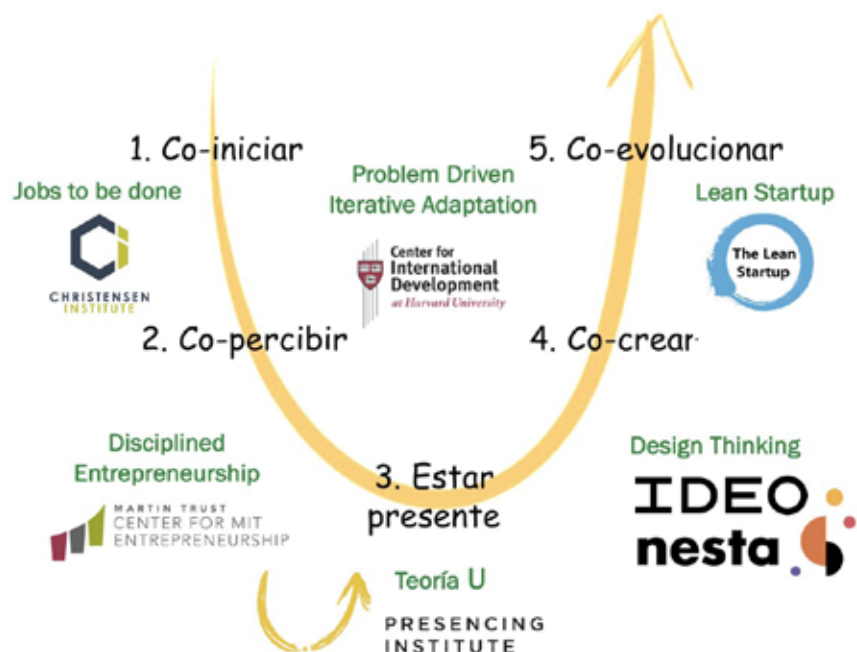 1. Co-iniciar
5. Co-evolucionar
Jobs to be done
CHRISTENSEN
INSTITUTE
Problem Driven
Iterative Adaptation
Center for
International
Development
at Harvard University
Lean Startup
The Lean
Startup
2. Co-percibir
4. Co-crear
Disciplined
Entrepreneurship
MARTIN TRUST
CENTER FOR MIT
ENTREPRENEURSHIP
3. Estar
presente
Design Thinking
IDEO
nesta
Teoría U
PRESENCING
INSTITUTE